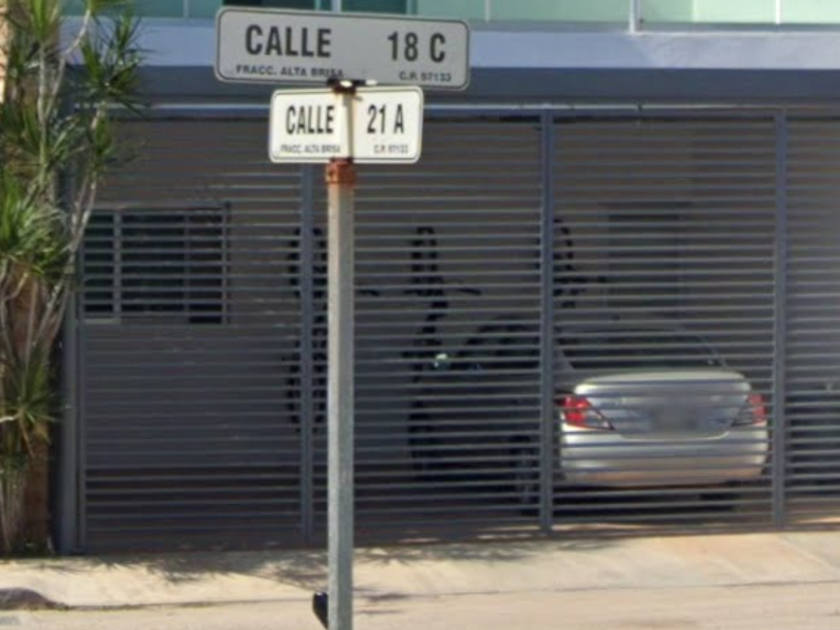 CALLE 18 C
FRACC. ALTA BRISA C.P. 97133
CALLE 21 A
FRACC. ALTA BRISA C.P. 97133